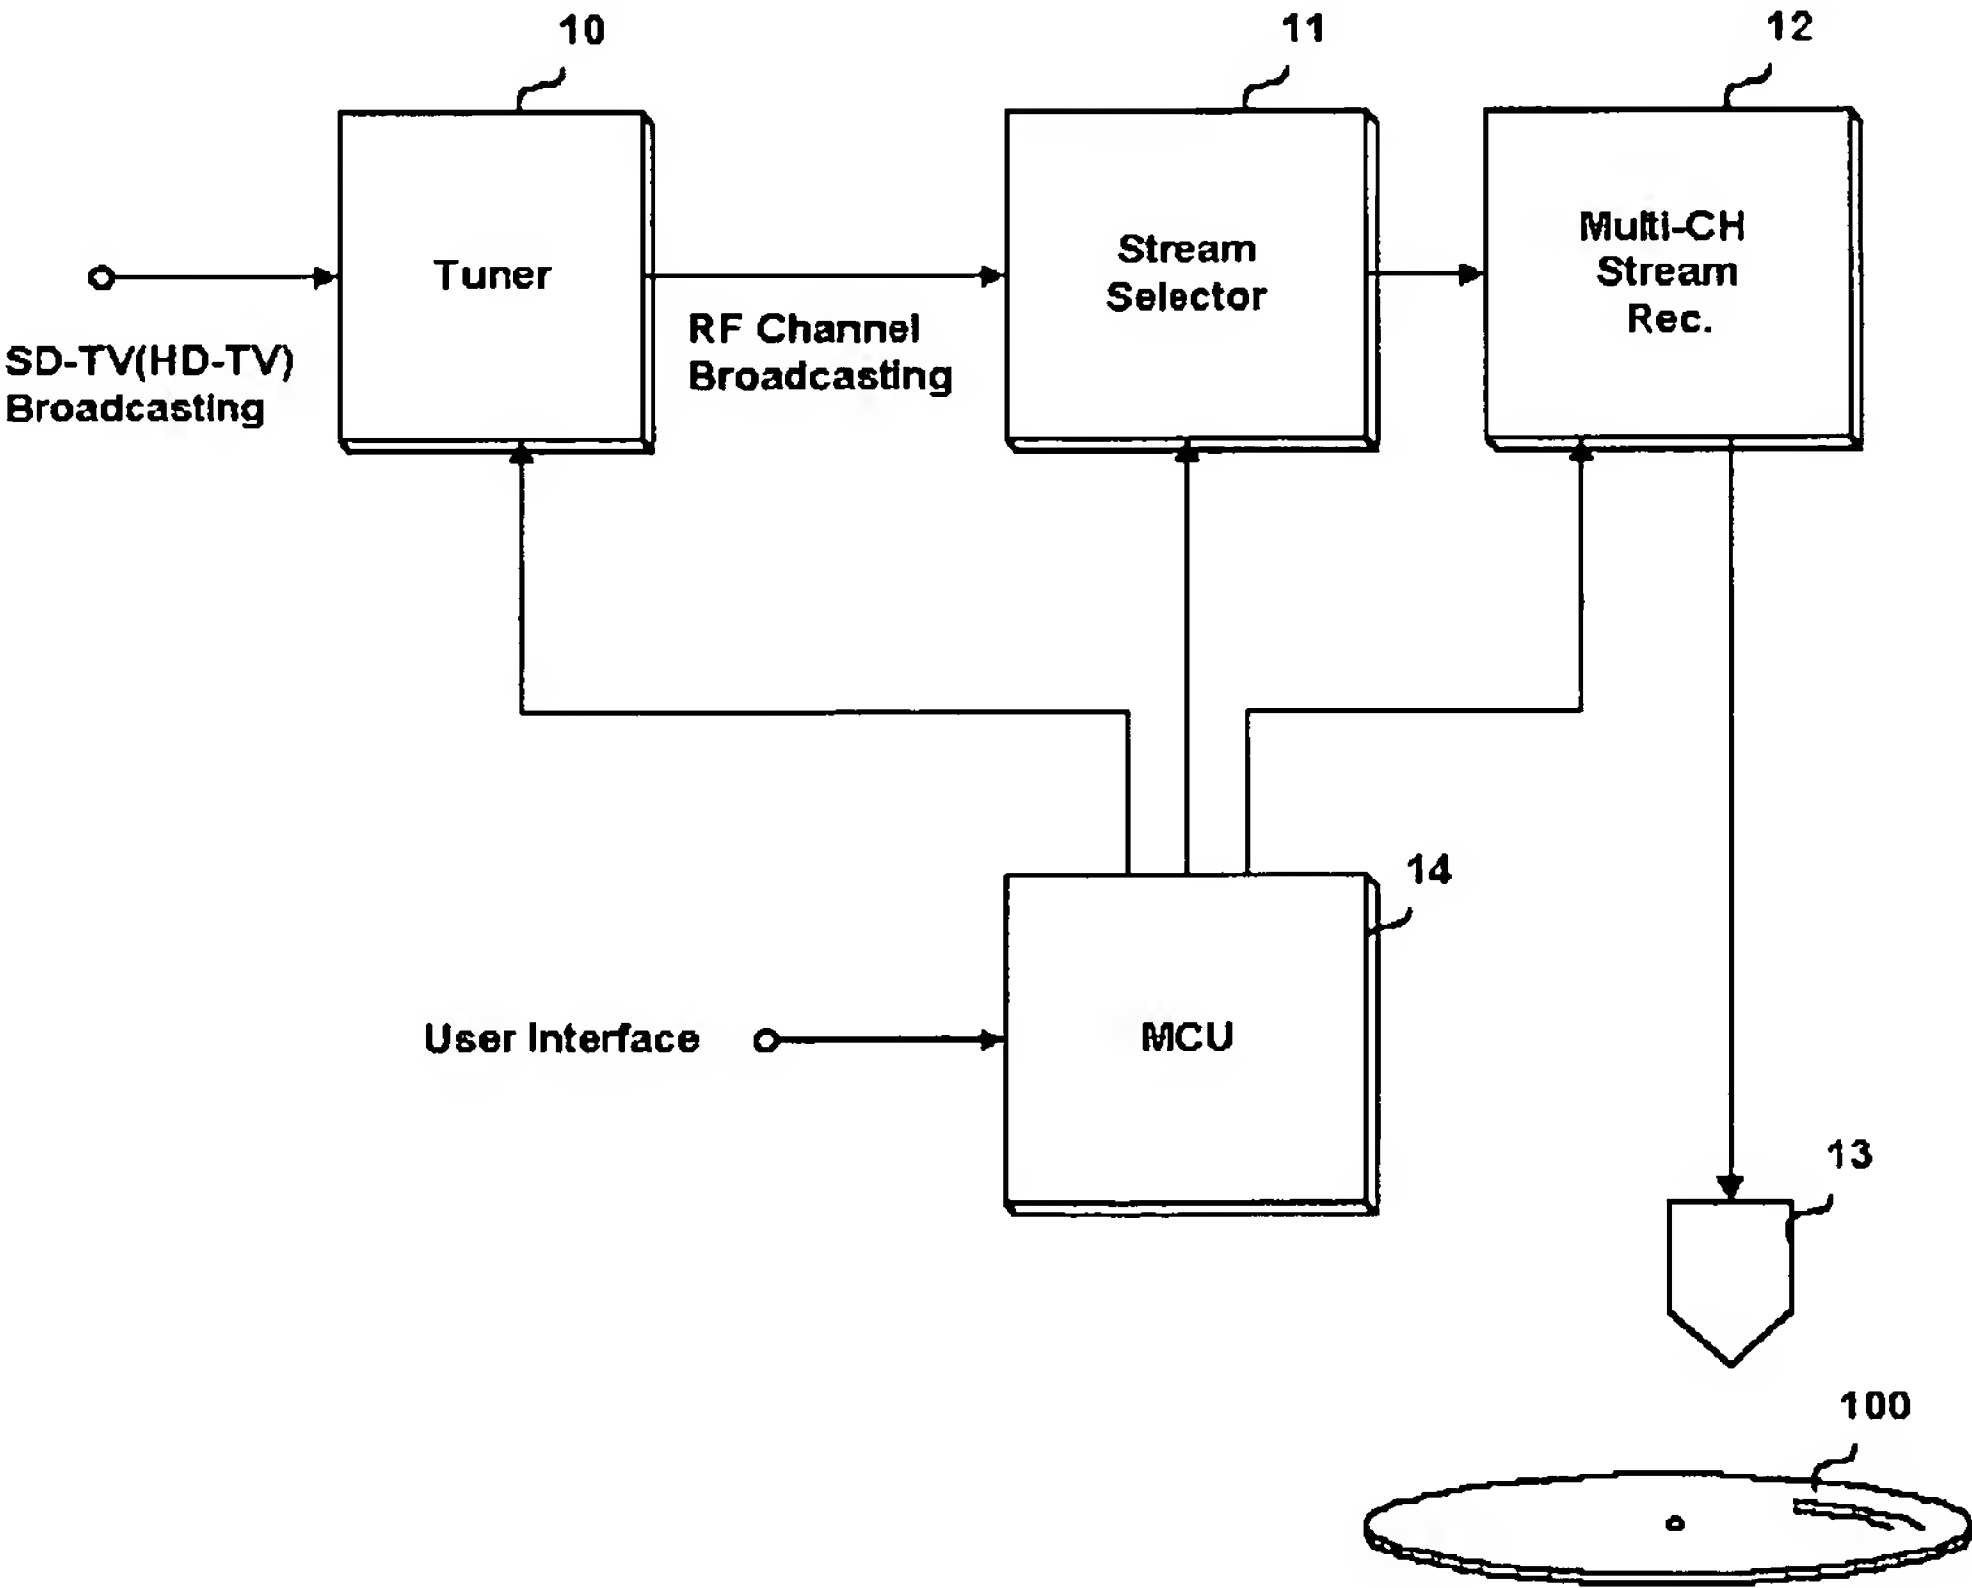 10
11
12
Tuner
Stream
Selector
Multi-CH
Stream
Rec.
SD-TV(HD-TV)
Broadcasting
RF Channel
Broadcasting
14
User Interface
MCU
13
100